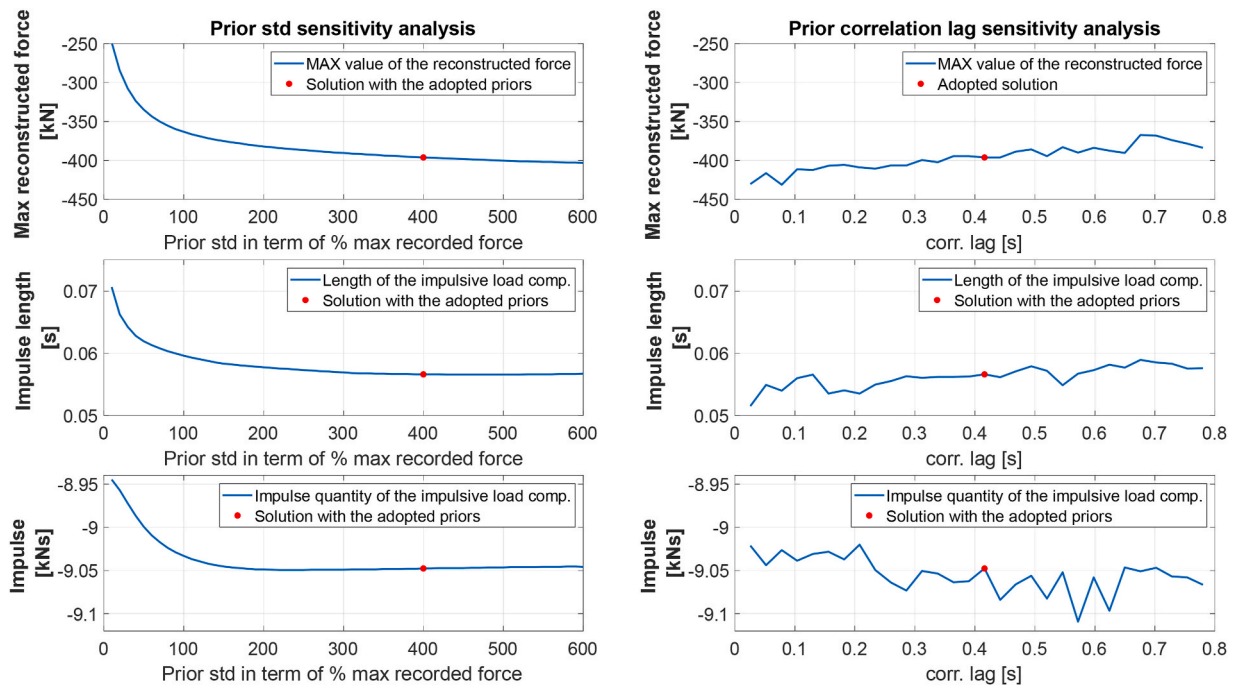 Prior std sensitivity analysis
Max reconstructed force
[kN]
-250
-300
-350
-400
-450
MAX value of the reconstructed force
Solution with the adopted priors
0 100 200 300 400 500 600
Prior std in term of % max recorded force
Prior correlation lag sensitivity analysis
Max reconstructed force
[kN]
-250
-300
-350
-400
-450
MAX value of the reconstructed force
Adopted solution
0 0.1 0.2 0.3 0.4 0.5 0.6 0.7 0.8
corr. lag [s]
Impulse length
[s]
0.07
0.06
0.05
Length of the impulsive load comp.
Solution with the adopted priors
0 100 200 300 400 500 600
Prior std in term of % max recorded force
Impulse length
[s]
0.07
0.06
0.05
Length of the impulsive load comp.
Solution with the adopted priors
0 0.1 0.2 0.3 0.4 0.5 0.6 0.7 0.8
corr. lag [s]
Impulse
[kNs]
-8.95
-9
-9.05
-9.1
Impulse quantity of the impulsive load comp.
Solution with the adopted priors
0 100 200 300 400 500 600
Prior std in term of % max recorded force
Impulse
[kNs]
-8.95
-9
-9.05
-9.1
Impulse quantity of the impulsive load comp.
Solution with the adopted priors
0 0.1 0.2 0.3 0.4 0.5 0.6 0.7 0.8
corr. lag [s]